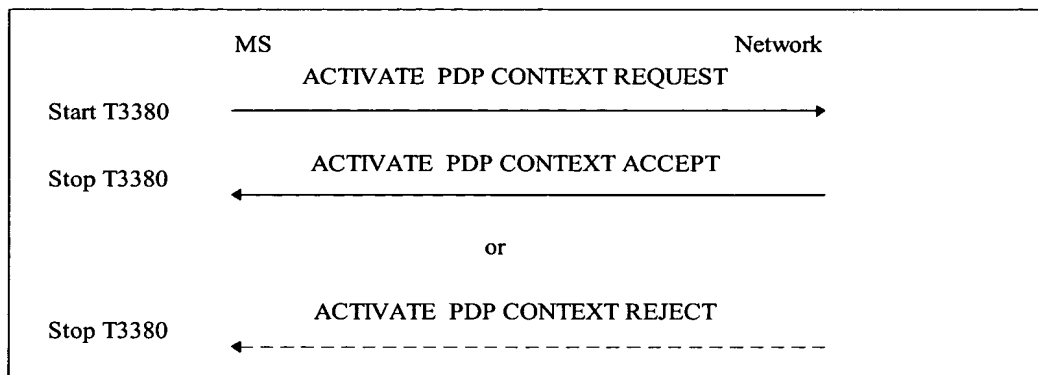 MS Network
ACTIVATE PDP CONTEXT REQUEST
Start T3380
ACTIVATE PDP CONTEXT ACCEPT
Stop T3380
or
ACTIVATE PDP CONTEXT REJECT
Stop T3380